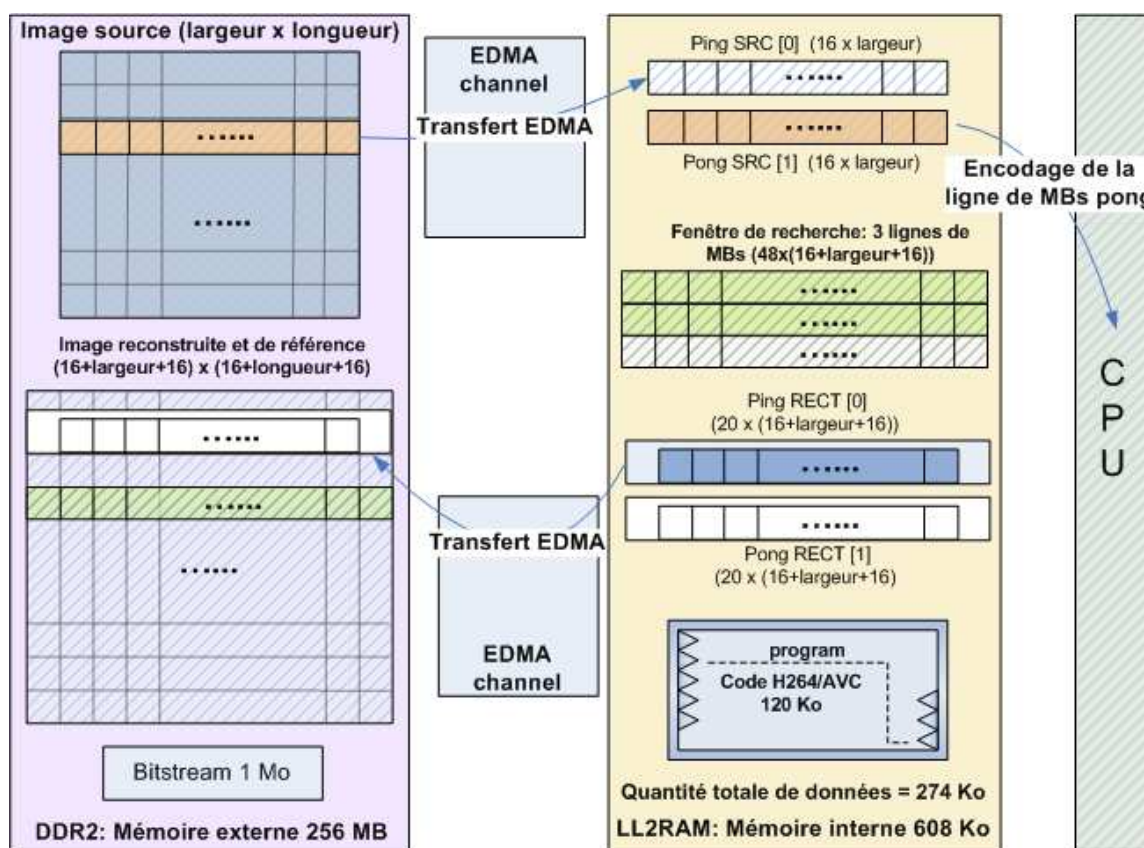 Image source (largeur x longueur)
......
......
Image reconstruite et de référence
(16+largeur+16) x (16+longueur+16)
......
......
......
Bitstream 1 Mo
DDR2: Mémoire externe 256 MB
EDMA
channel
Transfert EDMA
Transfert EDMA
EDMA
channel
Ping SRC [0] (16 x largeur)
......
......
Pong SRC [1] (16 x largeur)
Fenêtre de recherche: 3 lignes de
MBs (48x(16+largeur+16))
......
......
......
Ping RECT [0]
(20 x (16+largeur+16))
......
......
Pong RECT [1]
(20 x (16+largeur+16)
program
Code H264/AVC
120 Ko
Quantité totale de données = 274 Ko
LL2RAM: Mémoire interne 608 Ko
Encodage de la
ligne de MBs pong
C
P
U